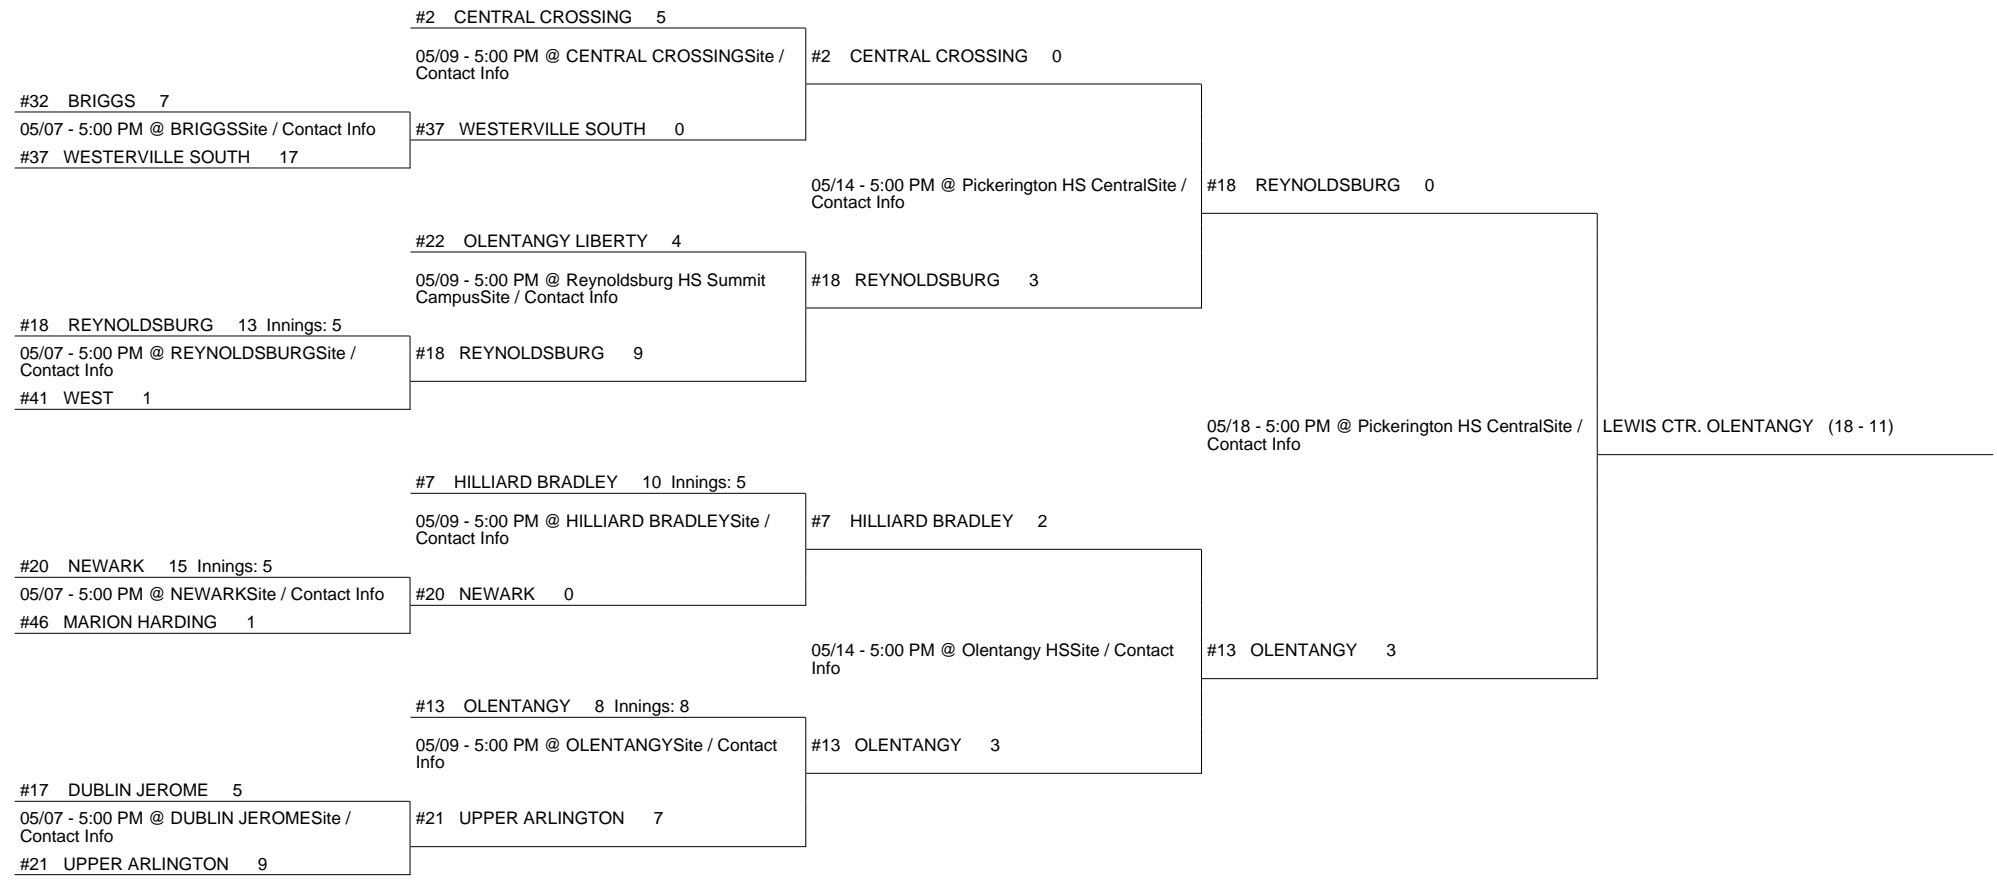 #2 CENTRAL CROSSING 5
05/09 - 5:00 PM @ CENTRAL CROSSINGSite /
Contact Info
#2 CENTRAL CROSSING 0
#32 BRIGGS 7
05/07 - 5:00 PM @ BRIGGSSite / Contact Info
#37 WESTERVILLE SOUTH 0
#37 WESTERVILLE SOUTH 17
05/14 - 5:00 PM @ Pickerington HS CentralSite /
Contact Info
#18 REYNOLDSBURG 0
#22 OLENTANGY LIBERTY 4
05/09 - 5:00 PM @ Reynoldsburg HS Summit
CampusSite / Contact Info
#18 REYNOLDSBURG 3
#18 REYNOLDSBURG 13 Innings: 5
05/07 - 5:00 PM @ REYNOLDSBURGSite /
Contact Info
#18 REYNOLDSBURG 9
#41 WEST 1
05/18 - 5:00 PM @ Pickerington HS CentralSite /
Contact Info
LEWIS CTR. OLENTANGY (18 - 11)
#7 HILLIARD BRADLEY 10 Innings: 5
05/09 - 5:00 PM @ HILLIARD BRADLEYSite /
Contact Info
#7 HILLIARD BRADLEY 2
#20 NEWARK 15 Innings: 5
05/07 - 5:00 PM @ NEWARKSite / Contact Info
#20 NEWARK 0
#46 MARION HARDING 1
05/14 - 5:00 PM @ Olentangy HSSite / Contact
Info
#13 OLENTANGY 3
#13 OLENTANGY 8 Innings: 8
05/09 - 5:00 PM @ OLENTANGYSite / Contact
Info
#13 OLENTANGY 3
#17 DUBLIN JEROME 5
05/07 - 5:00 PM @ DUBLIN JEROMESite /
Contact Info
#21 UPPER ARLINGTON 7
#21 UPPER ARLINGTON 9